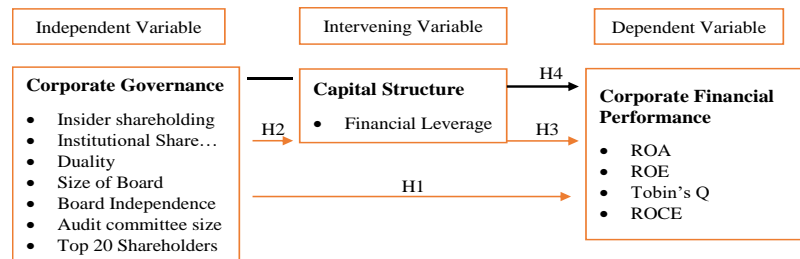 Independent Variable
Intervening Variable
Dependent Variable
Corporate Governance
• Insider shareholding
• Institutional Share…
• Duality
• Size of Board
• Board Independence
• Audit committee size
• Top 20 Shareholders
H2
Capital Structure
• Financial Leverage
H4
H3
H1
Corporate Financial
Performance
• ROA
• ROE
• Tobin's Q
• ROCE